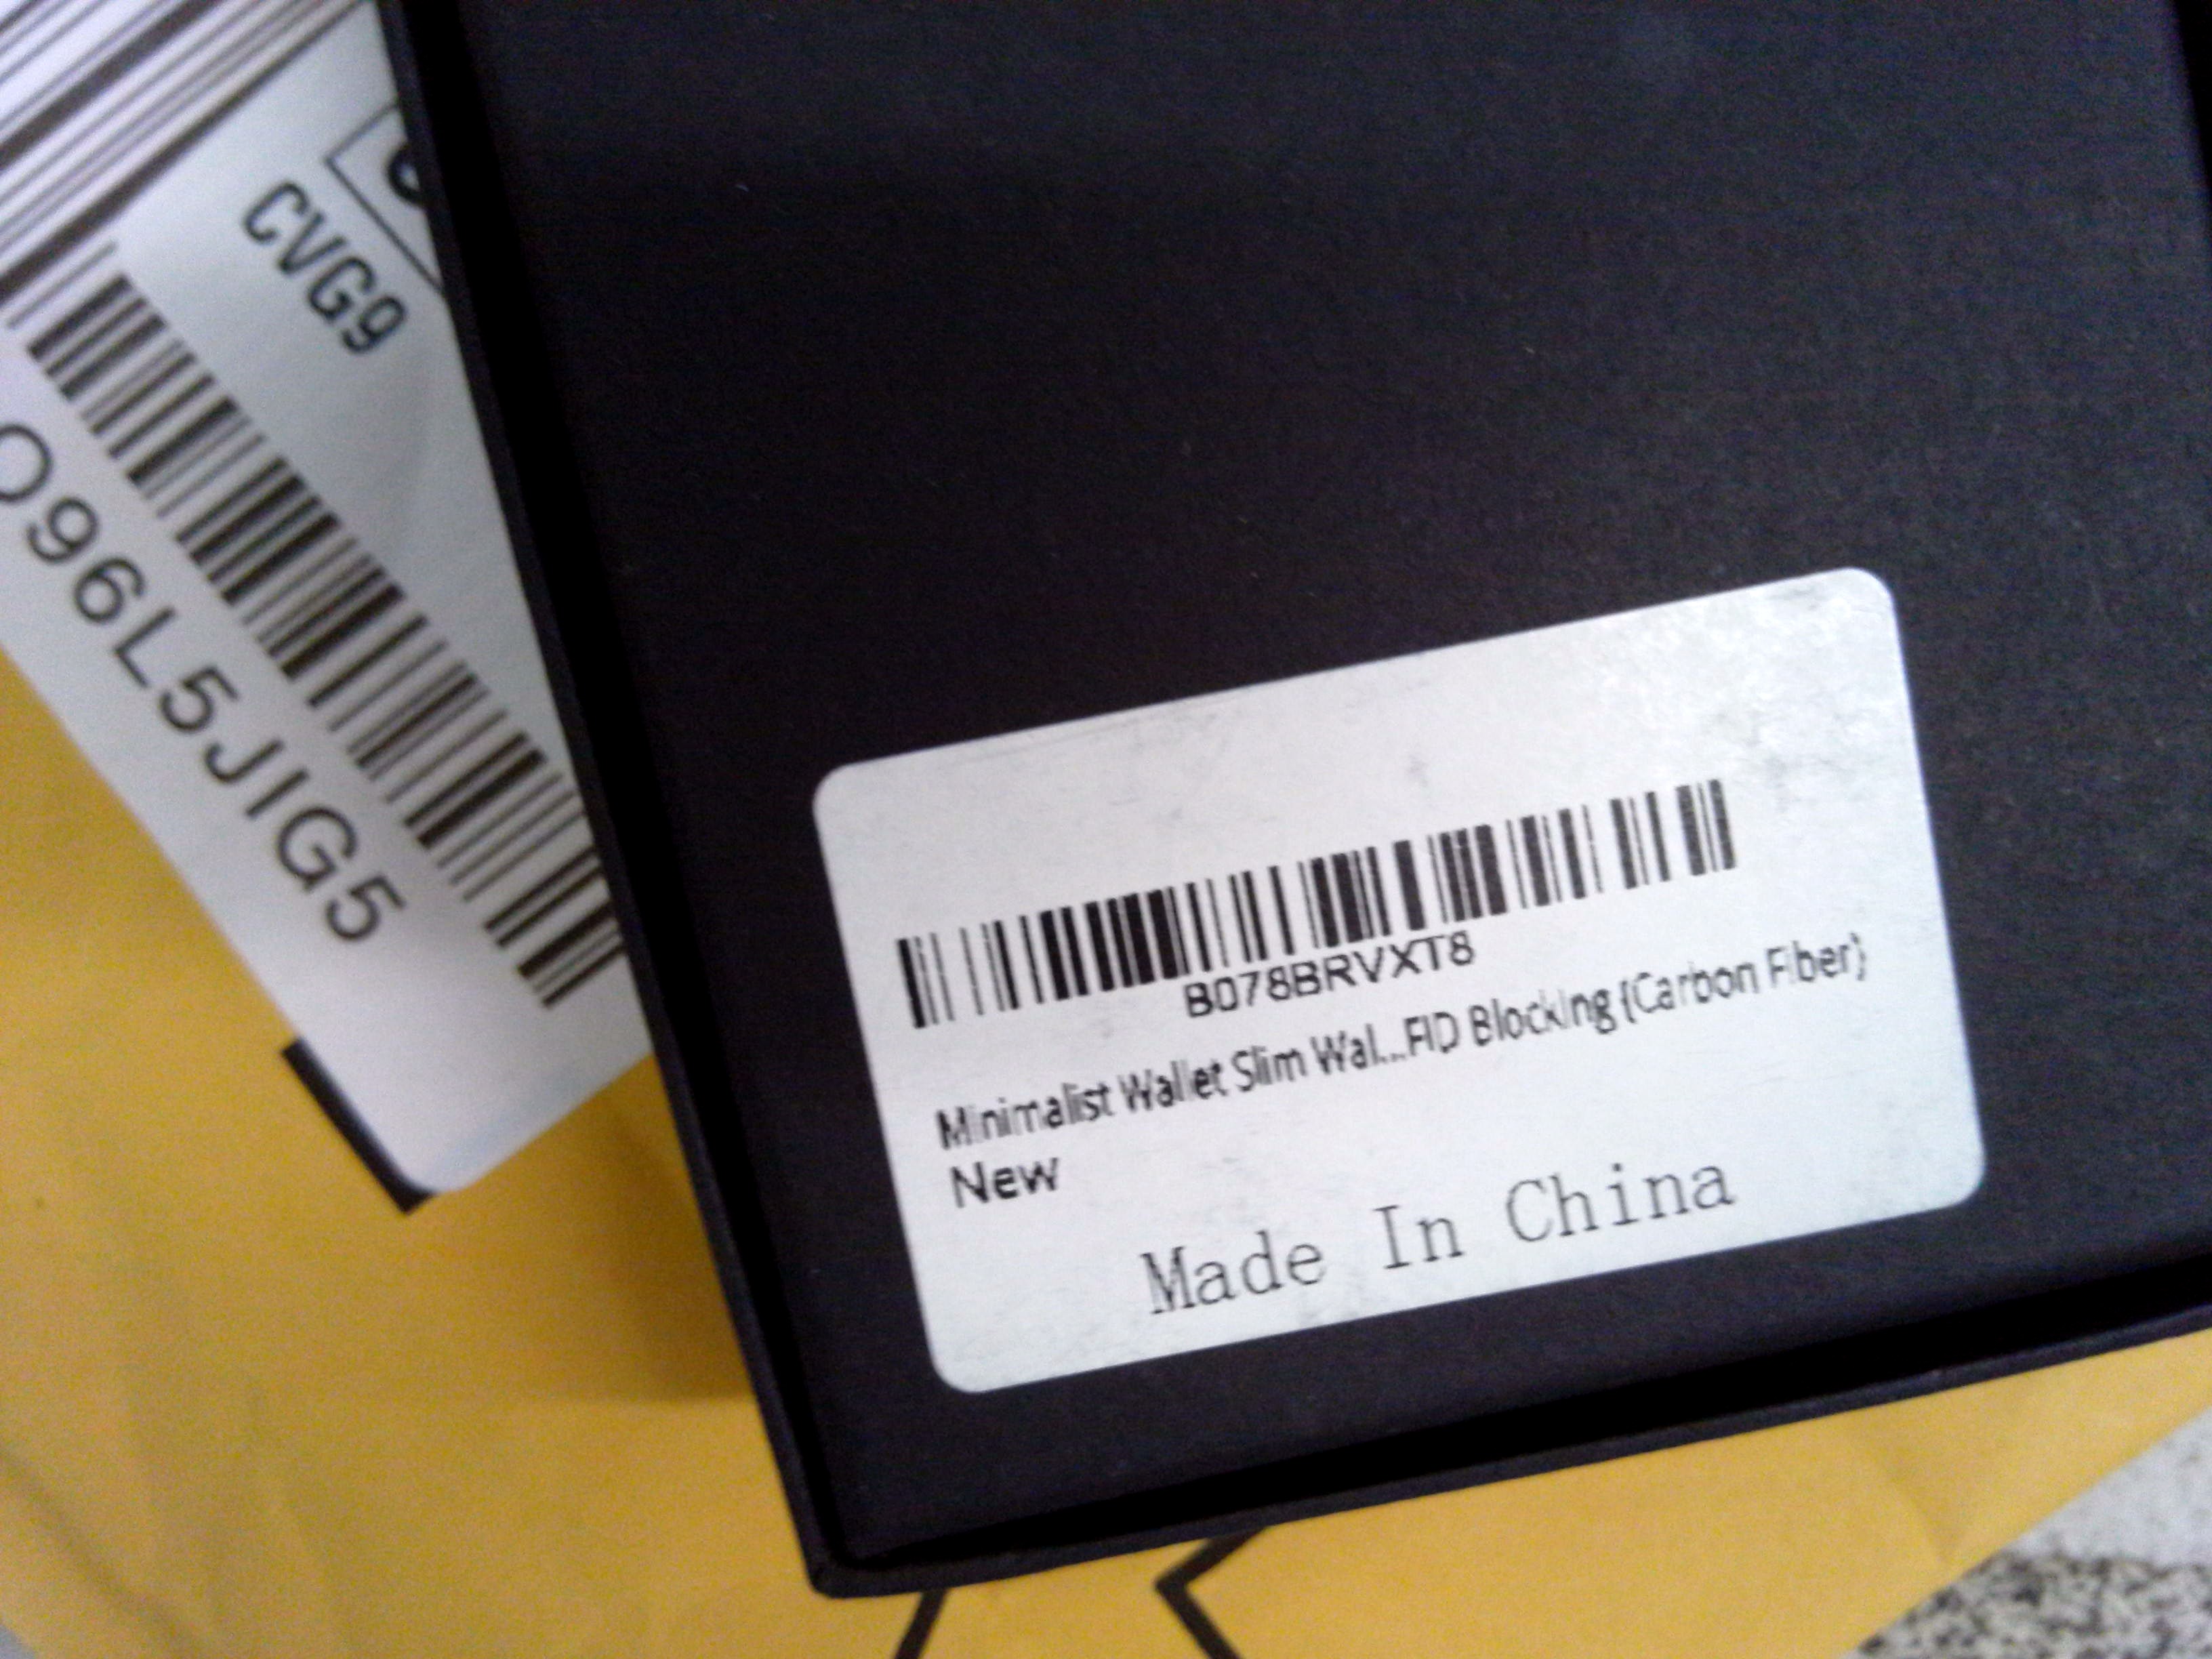 CVG9
O96L5JIG5
B078BRVXT8
Minimalist Wallet Slim Wal...FID Blocking {Carbon Fiber}
New
Made In China